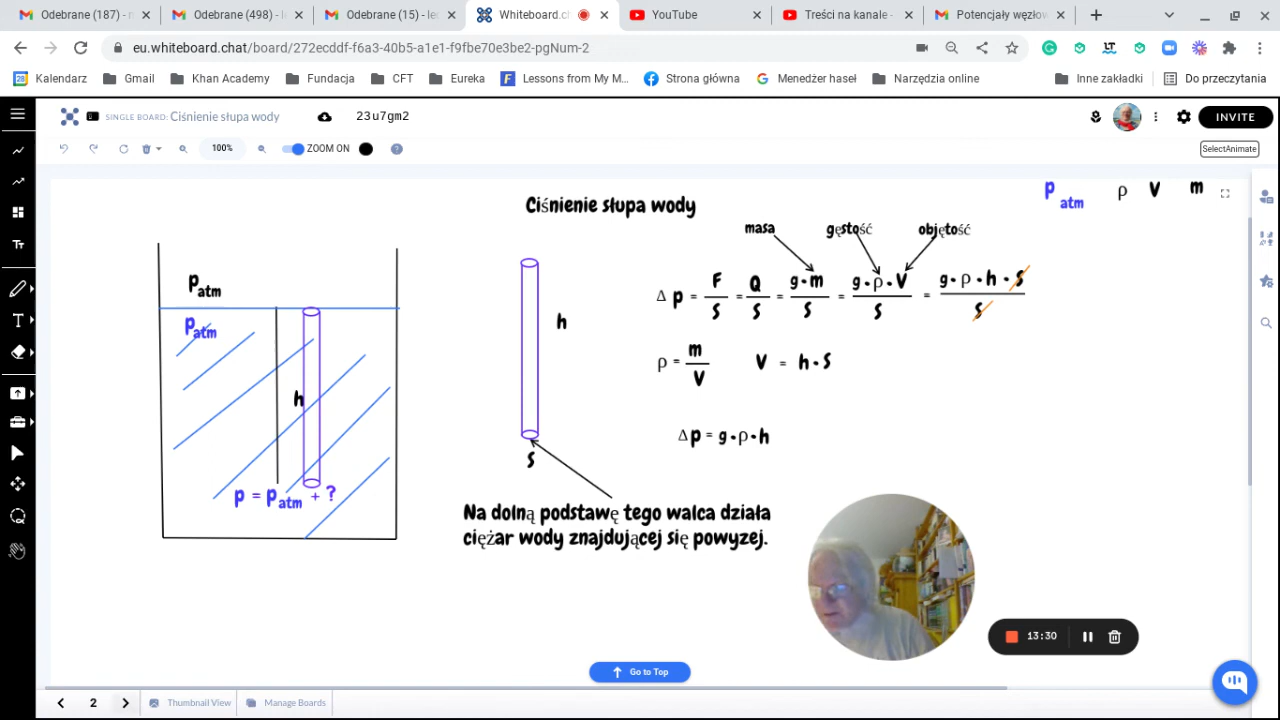 Odebrane (187) - n
Odebrane (498) - l
Odebrane (15) - le
Whiteboard.c
YouTube
Treści na kanale -
Potencjały węzłow
eu.whiteboard.chat/board/272ecddf-f6a3-40b5-a1e1-f9fbe70e3be2-pgNum-2
Kalendarz
Gmail
Khan Academy
Fundacja
CFT
Eureka
Lessons from My M...
Strona główna
Menedżer haseł
Narzędzia online
Inne zakładki
Do przeczytania
SINGLE BOARD: Ciśnienie słupa wody
23u7gm2
INVITE
100%
ZOOM ON
SelectAnimate
p atm ρ V m
Ciśnienie słupa wody
masa gęstość objętość
Δ p = F/S = Q/S = g·m/S = g·ρ·V/S = g·ρ·h·S/S
ρ = m/V V = h·S
Δp = g·ρ·h
p atm
p atm
h
p = p atm + ?
h
S
Na dolną podstawę tego walca działa
ciężar wody znajdującej się powyzej.
13:30
Go to Top
2
Thumbnail View
Manage Boards